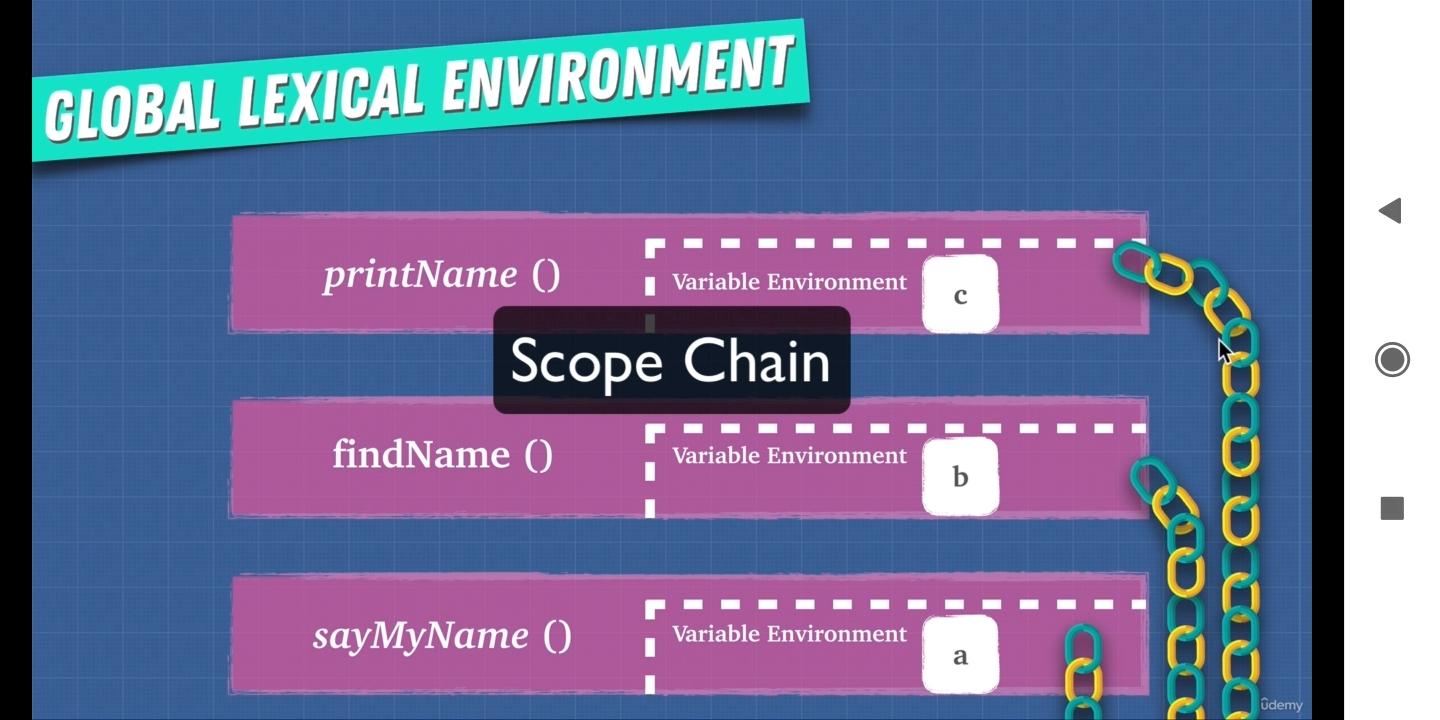 GLOBAL LEXICAL ENVIRONMENT
printName ()
Variable Environment
c
Scope Chain
findName ()
Variable Environment
b
sayMyName ()
Variable Environment
a
ûdemy